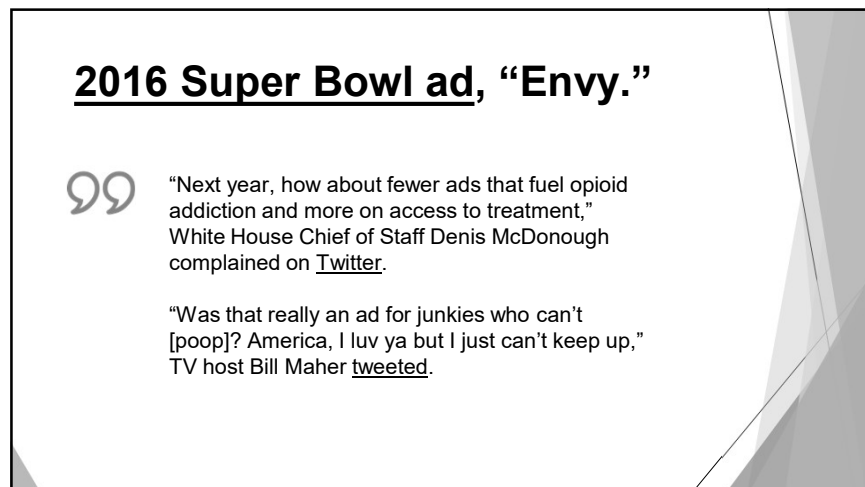 2016 Super Bowl ad, “Envy.”
“Next year, how about fewer ads that fuel opioid
addiction and more on access to treatment,”
White House Chief of Staff Denis McDonough
complained on Twitter.
“Was that really an ad for junkies who can’t
[poop]? America, I luv ya but I just can’t keep up,”
TV host Bill Maher tweeted.